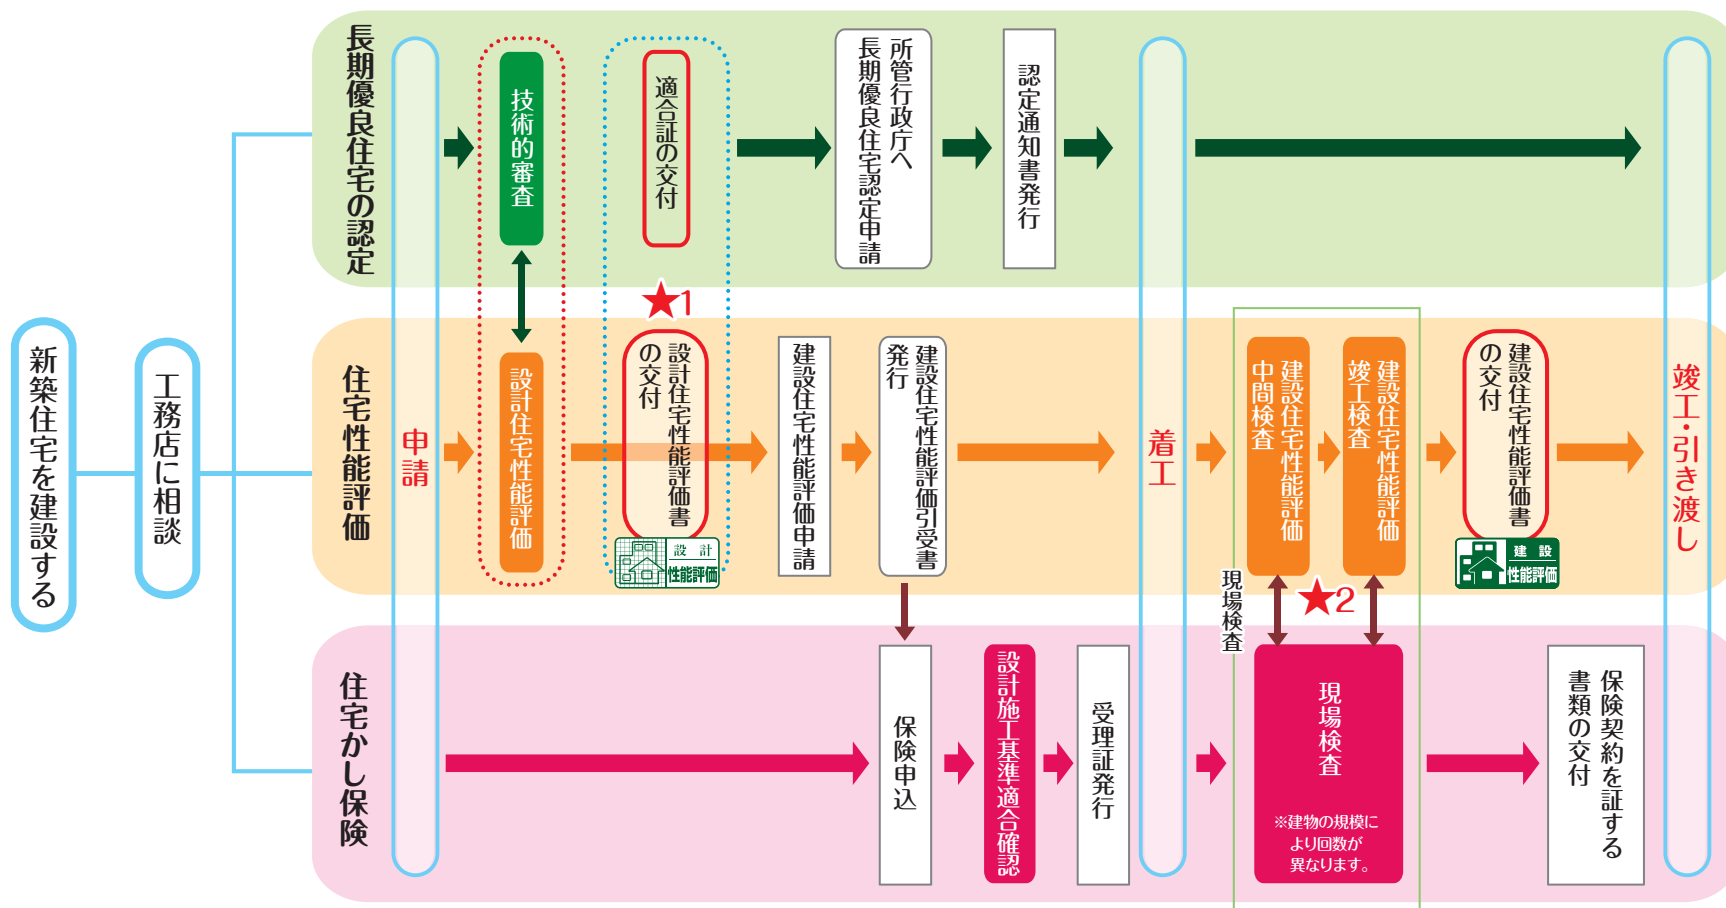 新築住宅を建設する
工務店に相談
長期優良住宅の認定
技術的審査
適合証の交付
所管行政庁へ
長期優良住宅認定申請
認定通知書発行
住宅性能評価
申請
設計住宅性能評価
★1
設計住宅性能評価書
の交付
設計
性能評価
建設住宅性能評価申請
建設住宅性能評価引受書
発行
着工
建設住宅性能評価
中間検査
建設住宅性能評価
竣工検査
建設住宅性能評価書
の交付
建設
性能評価
竣工・引き渡し
現場検査
★2
住宅かし保険
保険申込
設計施工基準適合確認
受理証発行
現場検査
※建物の規模に
より回数が
異なります。
保険契約を証する
書類の交付